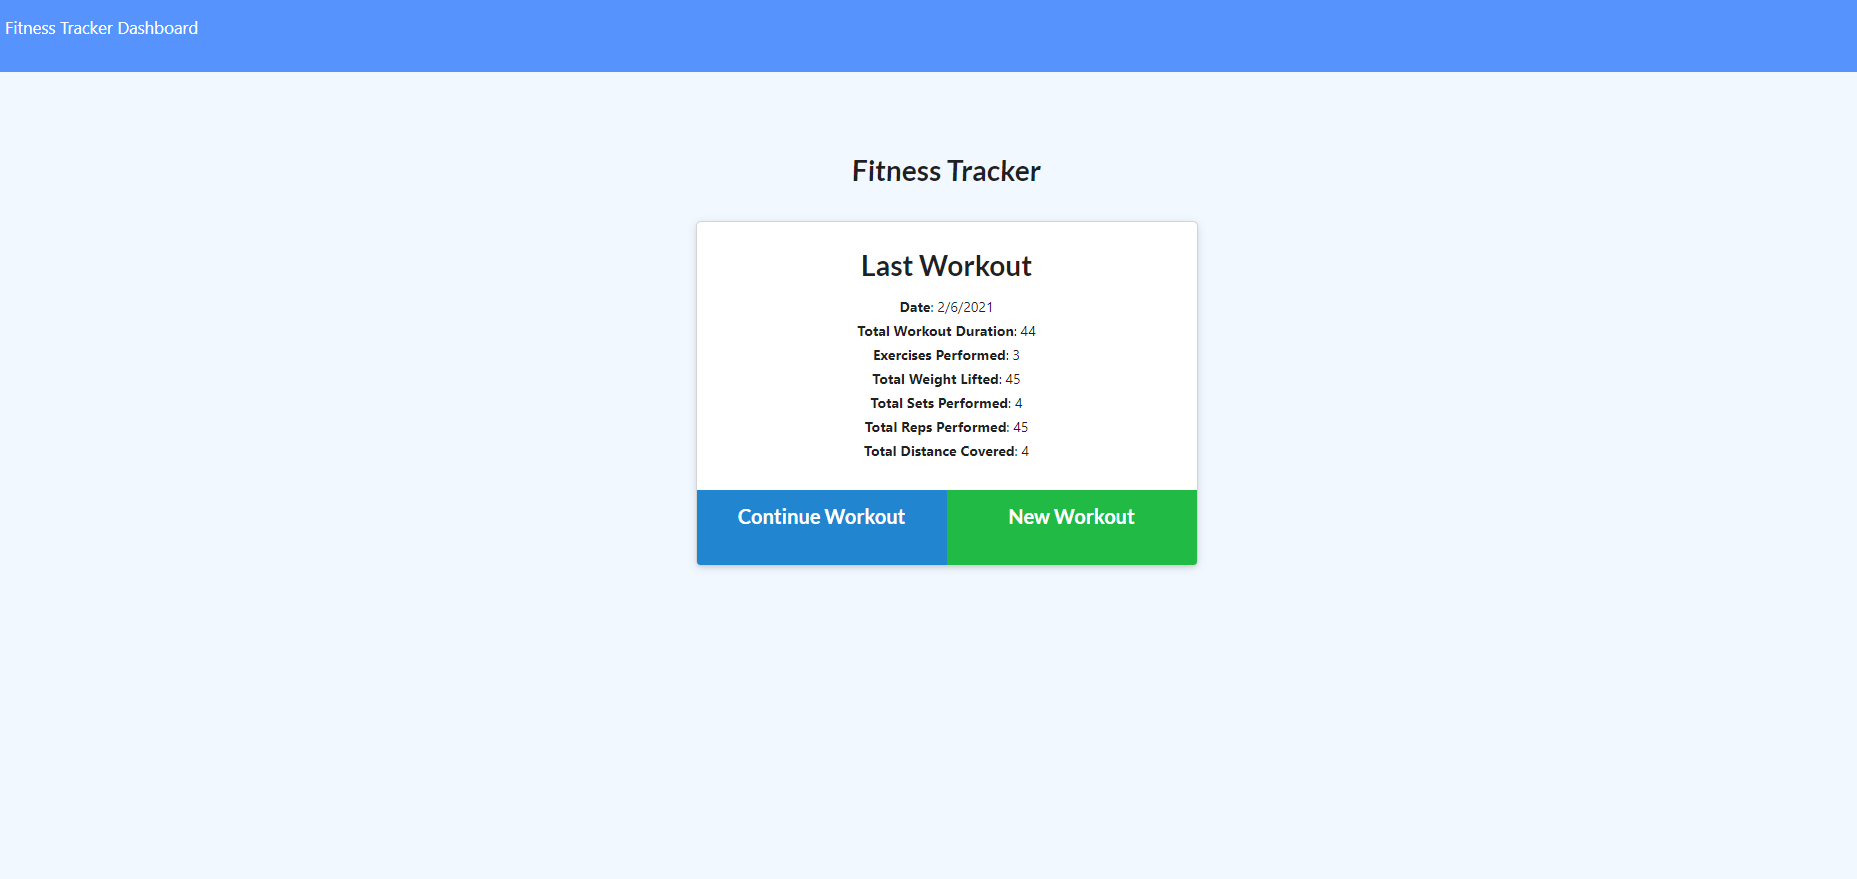 Fitness Tracker Dashboard
Fitness Tracker
Last Workout
Date: 2/6/2021
Total Workout Duration: 44
Exercises Performed: 3
Total Weight Lifted: 45
Total Sets Performed: 4
Total Reps Performed: 45
Total Distance Covered: 4
Continue Workout
New Workout